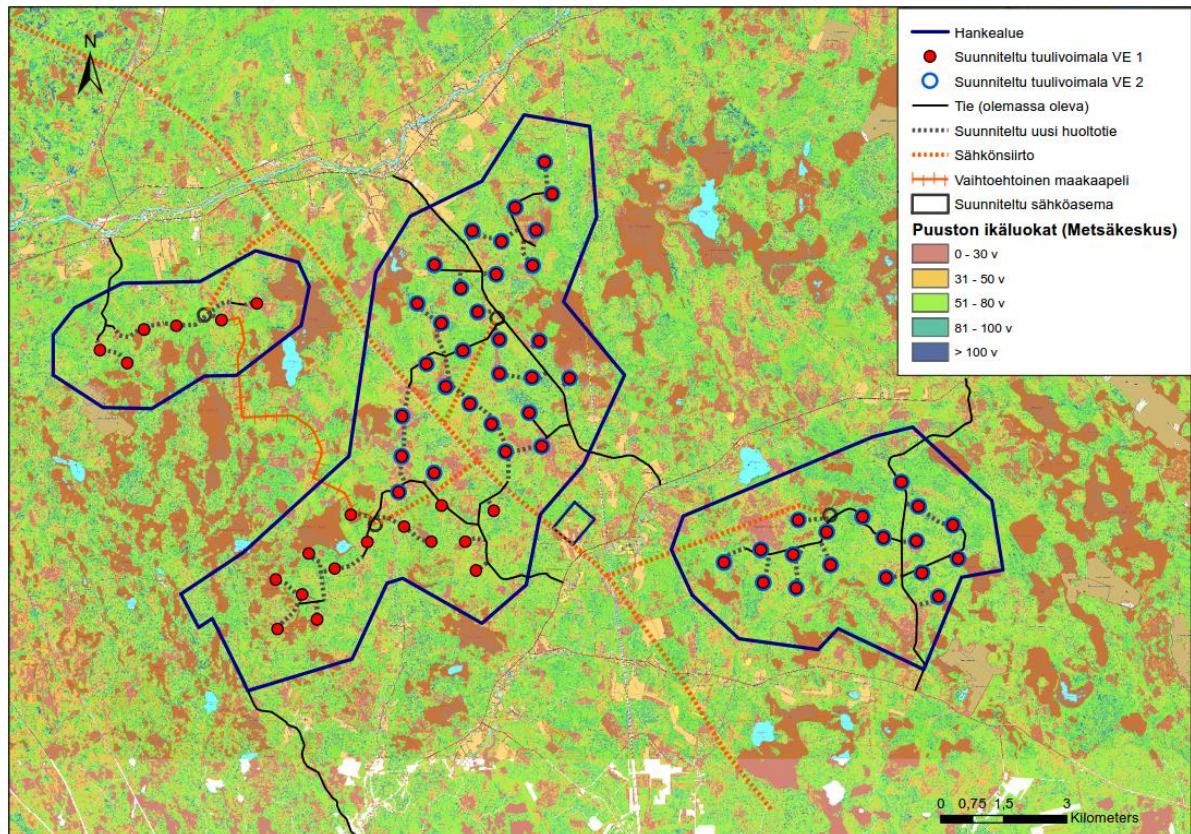 N
Hankealue
Suunniteltu tuulivoimala VE 1
Suunniteltu tuulivoimala VE 2
Tie (olemassa oleva)
Suunniteltu uusi huoltotie
Sähkönsiirto
Vaihtoehtoinen maakaapeli
Suunniteltu sähköasema
Puuston ikäluokat (Metsäkeskus)
0 - 30 v
31 - 50 v
51 - 80 v
81 - 100 v
> 100 v
0 0,75 1,5 3
Kilometers